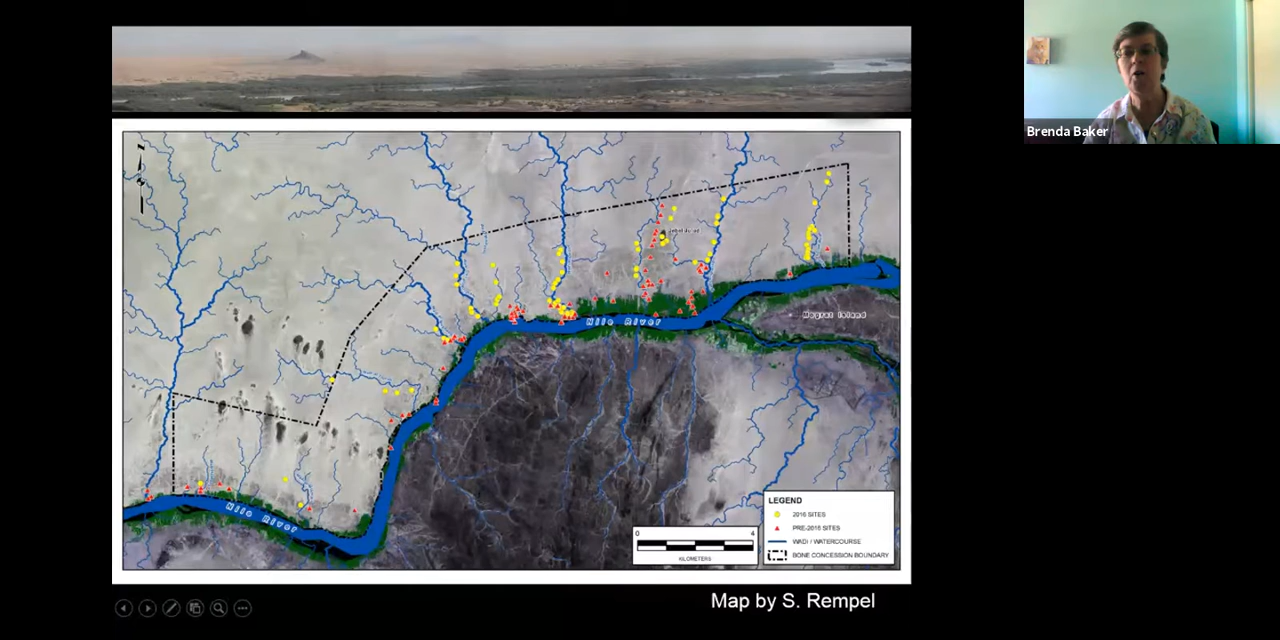 Brenda Baker
N
Nile River
Mograt Island
Nile River
LEGEND
2016 SITES
PRE-2016 SITES
WADI / WATERCOURSE
BONE CONCESSION BOUNDARY
0 4
KILOMETERS
Map by S. Rempel